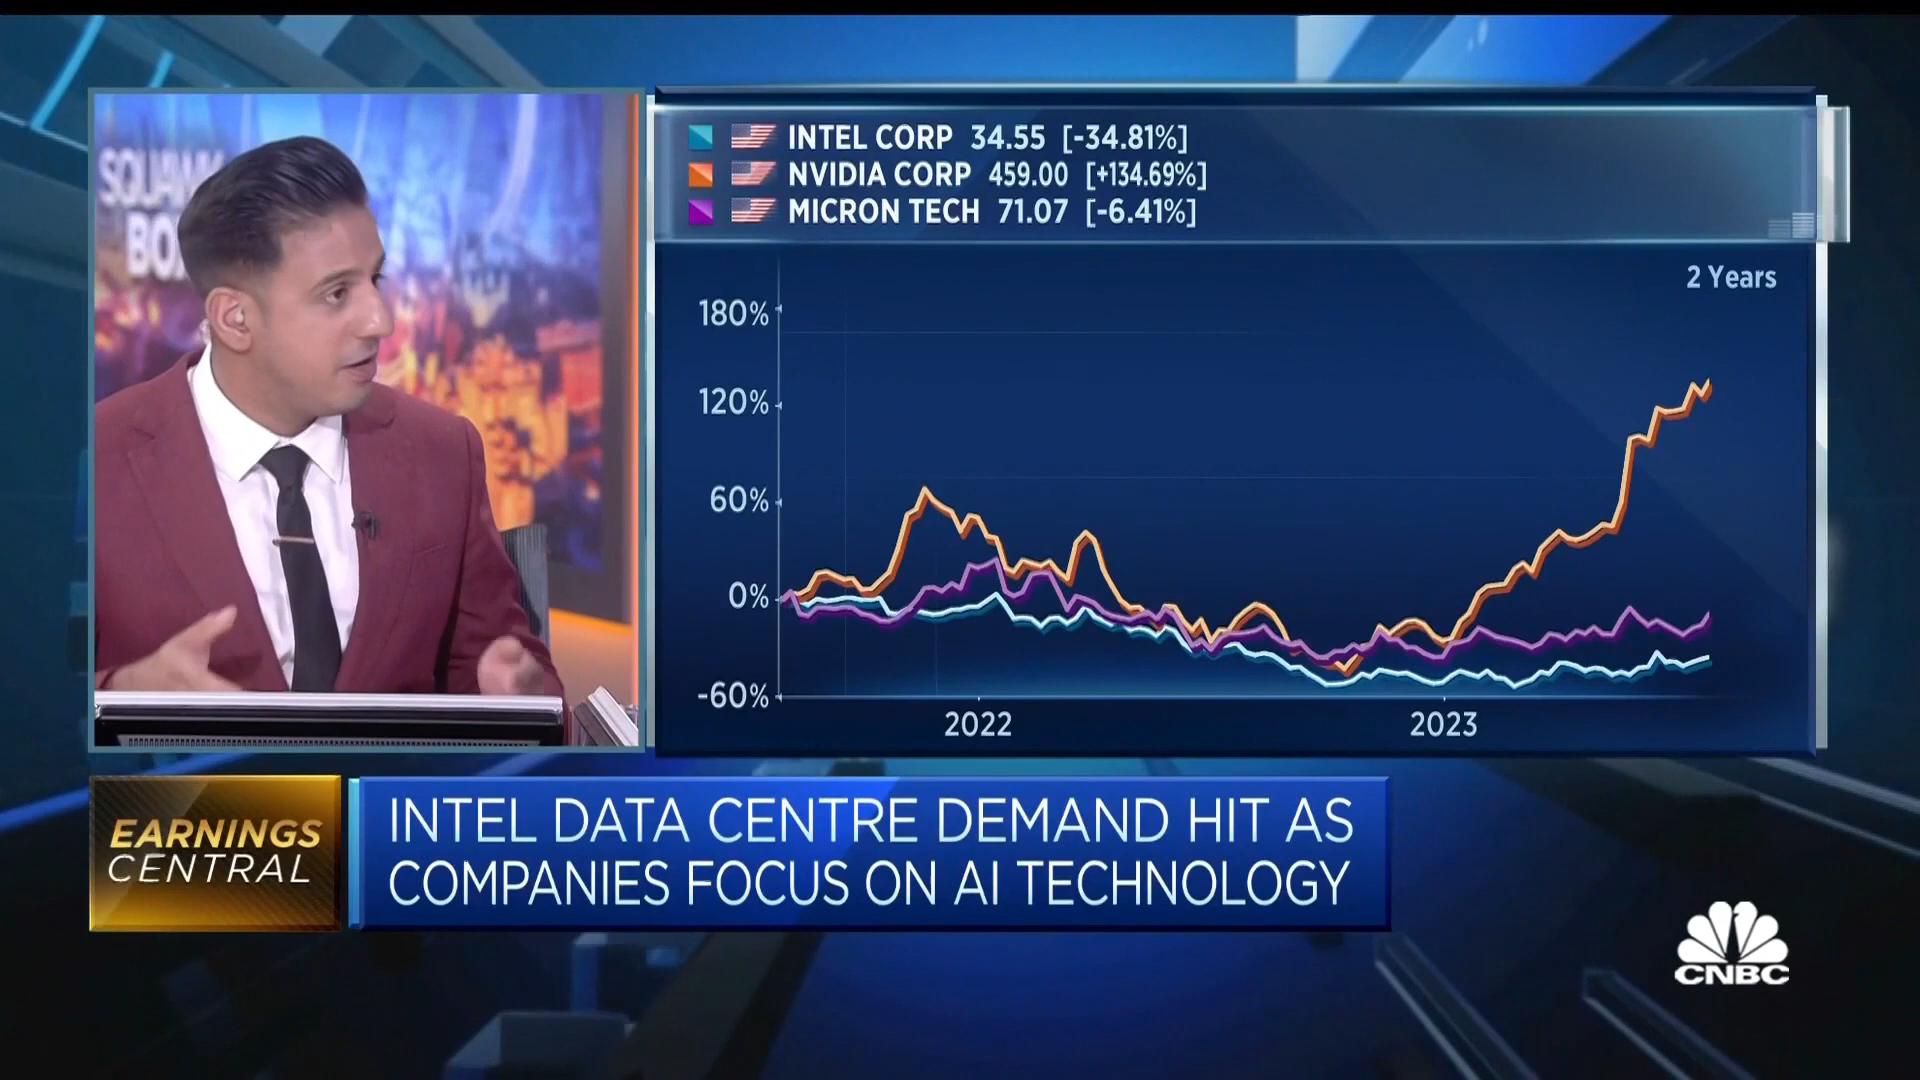 SQUAWK
BOX
INTEL CORP 34.55 [-34.81%]
NVIDIA CORP 459.00 [+134.69%]
MICRON TECH 71.07 [-6.41%]
2 Years
180%
120%
60%
0%
-60%
2022
2023
EARNINGS
CENTRAL
INTEL DATA CENTRE DEMAND HIT AS
COMPANIES FOCUS ON AI TECHNOLOGY
CNBC